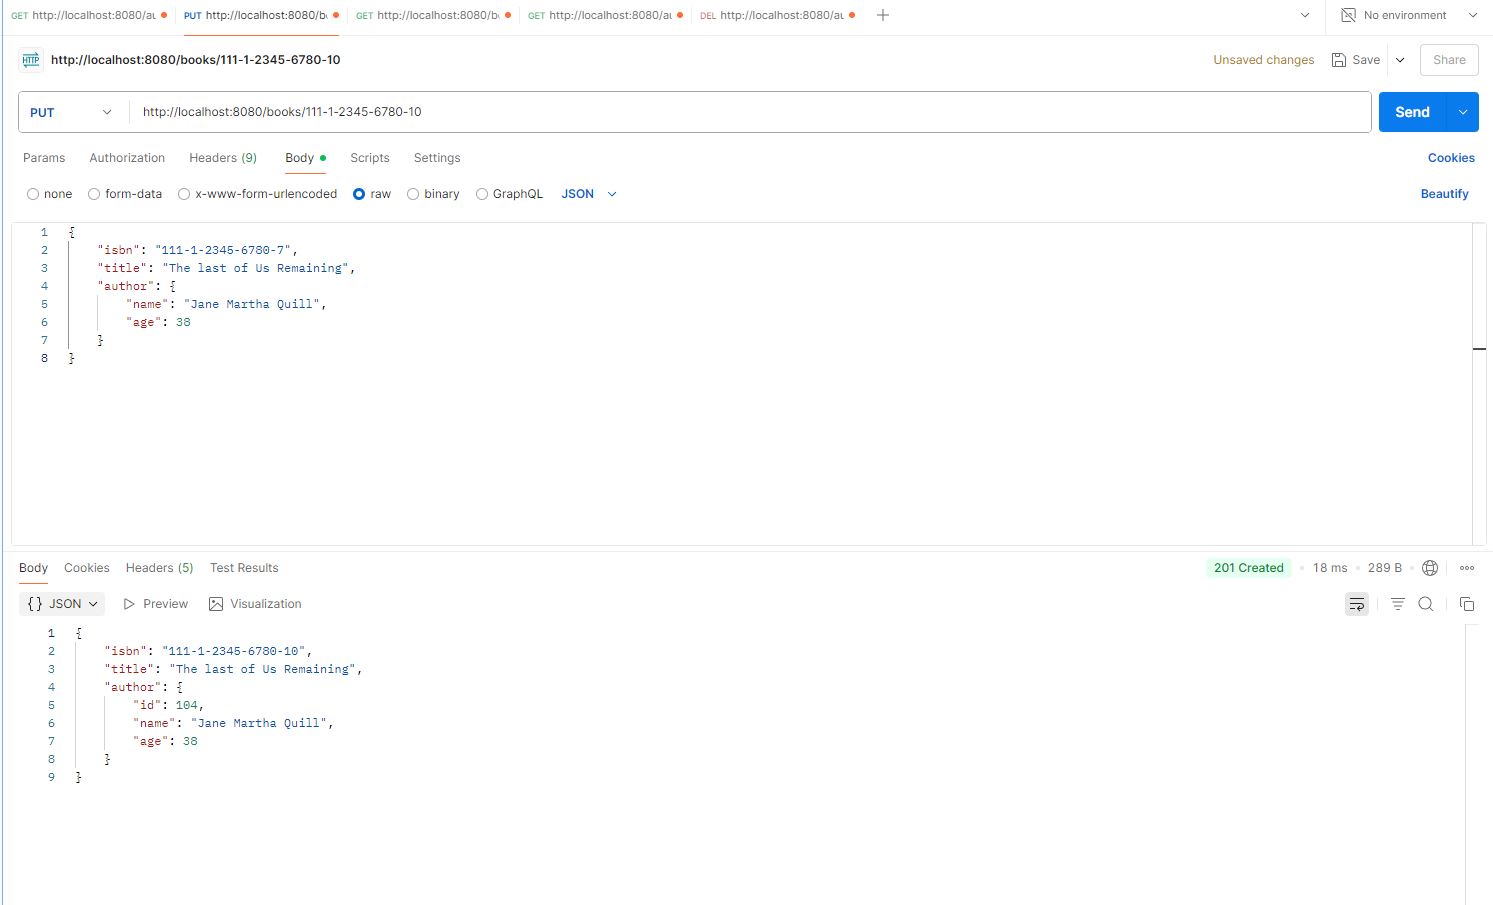 GET http://localhost:8080/au PUT http://localhost:8080/b GET http://localhost:8080/b GET http://localhost:8080/au DEL http://localhost:8080/au No environment
HTTP http://localhost:8080/books/111-1-2345-6780-10 Unsaved changes Save Share
PUT http://localhost:8080/books/111-1-2345-6780-10 Send
Params Authorization Headers (9) Body Scripts Settings Cookies
none form-data x-www-form-urlencoded raw binary GraphQL JSON Beautify
1 {
2 "isbn": "111-1-2345-6780-7",
3 "title": "The last of Us Remaining",
4 "author": {
5 "name": "Jane Martha Quill",
6 "age": 38
7 }
8 }
Body Cookies Headers (5) Test Results 201 Created 18 ms 289 B
{} JSON Preview Visualization
1 {
2 "isbn": "111-1-2345-6780-10",
3 "title": "The last of Us Remaining",
4 "author": {
5 "id": 104,
6 "name": "Jane Martha Quill",
7 "age": 38
8 }
9 }